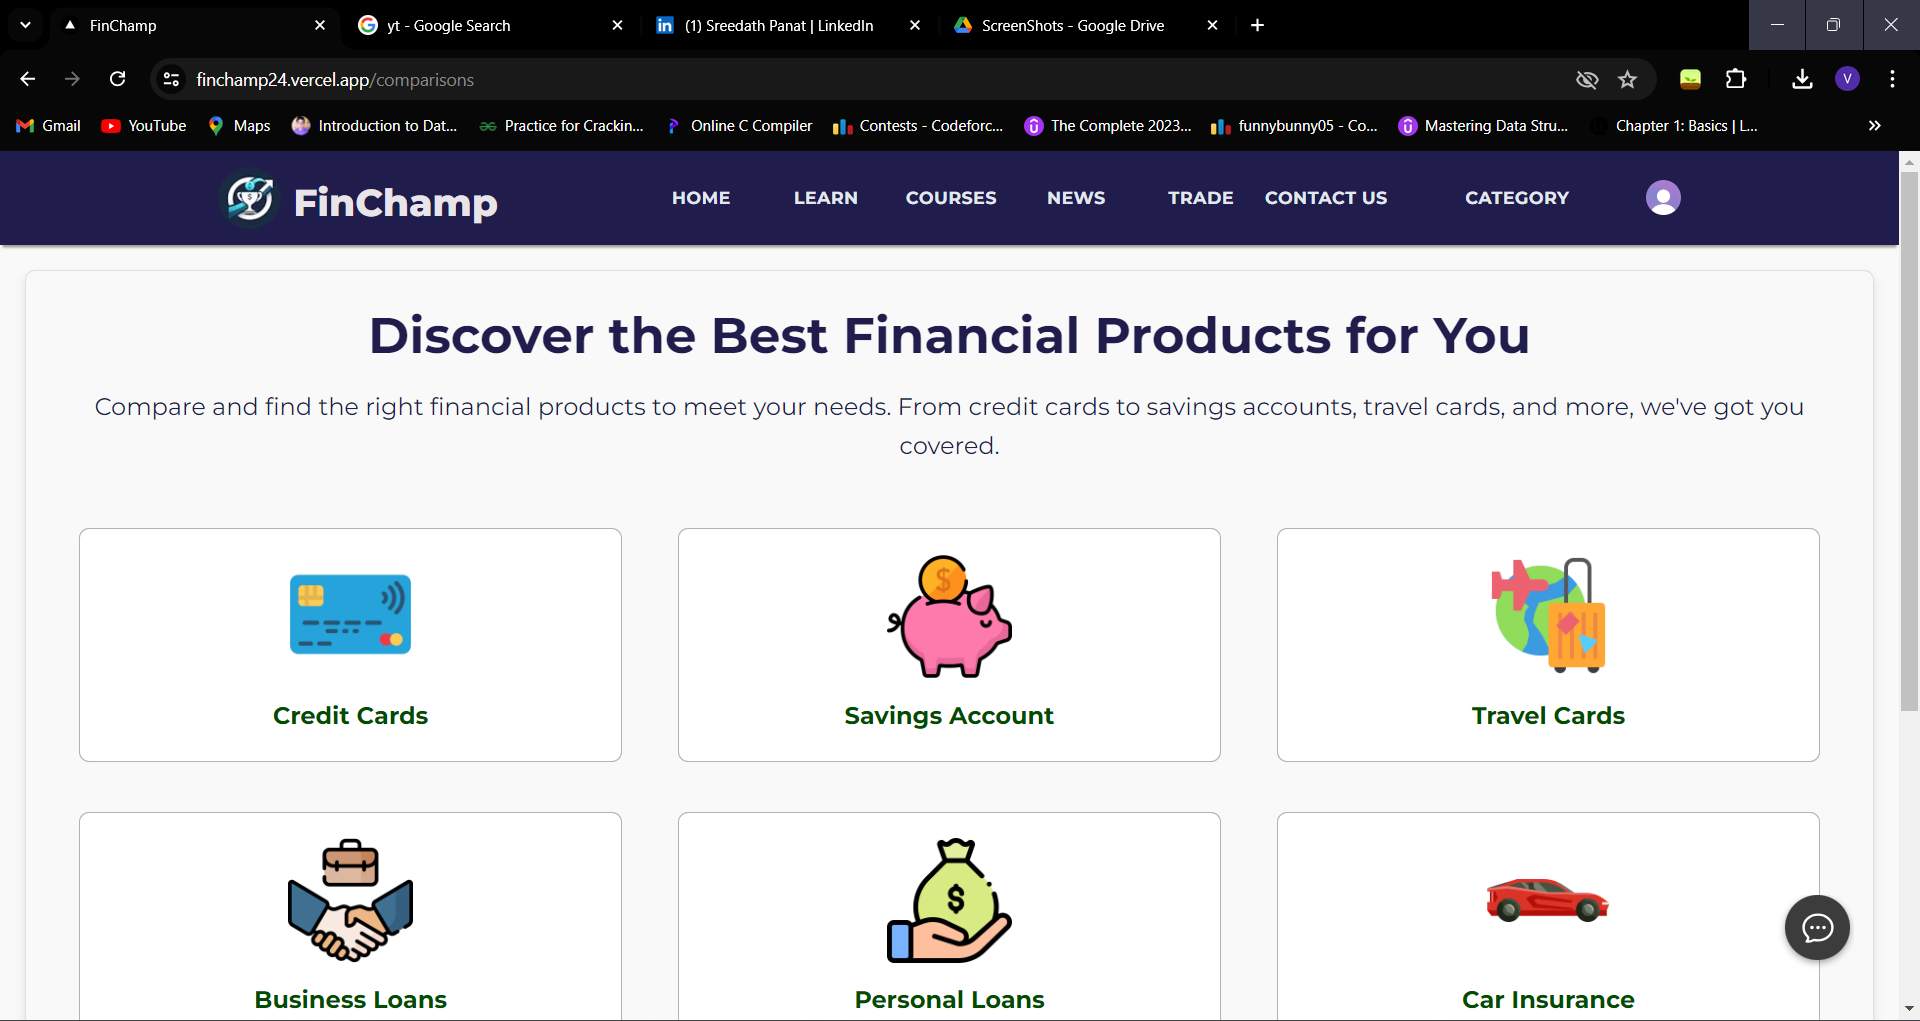 FinChamp
yt - Google Search
(1) Sreedath Panat | LinkedIn
ScreenShots - Google Drive
finchamp24.vercel.app/comparisons
V
Gmail
YouTube
Maps
Introduction to Dat...
Practice for Crackin...
Online C Compiler
Contests - Codeforc...
The Complete 2023...
funnybunny05 - Co...
Mastering Data Stru...
Chapter 1: Basics | L...
FinChamp
HOME
LEARN
COURSES
NEWS
TRADE
CONTACT US
CATEGORY
Discover the Best Financial Products for You
Compare and find the right financial products to meet your needs. From credit cards to savings accounts, travel cards, and more, we've got you
covered.
Credit Cards
Savings Account
Travel Cards
Business Loans
Personal Loans
Car Insurance